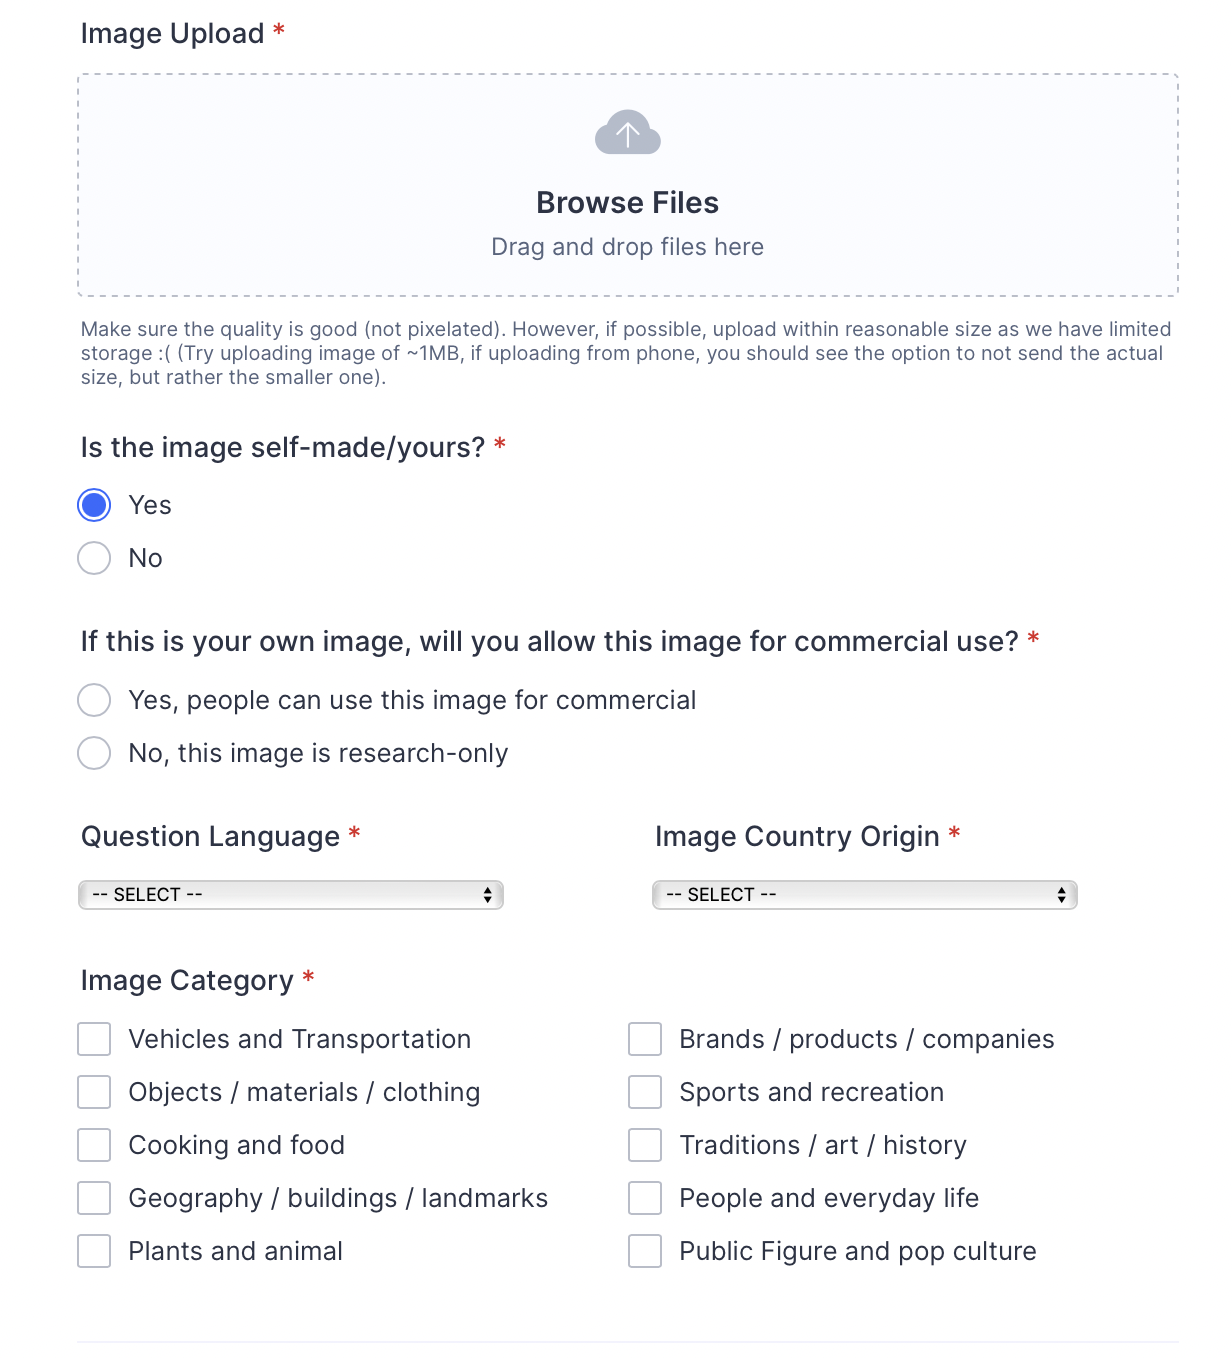 Image Upload *
Browse Files
Drag and drop files here
Make sure the quality is good (not pixelated). However, if possible, upload within reasonable size as we have limited
storage :( (Try uploading image of ~1MB, if uploading from phone, you should see the option to not send the actual
size, but rather the smaller one).
Is the image self-made/yours? *
Yes
No
If this is your own image, will you allow this image for commercial use? *
Yes, people can use this image for commercial
No, this image is research-only
Question Language *
-- SELECT --
Image Country Origin *
-- SELECT --
Image Category *
Vehicles and Transportation
Brands / products / companies
Objects / materials / clothing
Sports and recreation
Cooking and food
Traditions / art / history
Geography / buildings / landmarks
People and everyday life
Plants and animal
Public Figure and pop culture